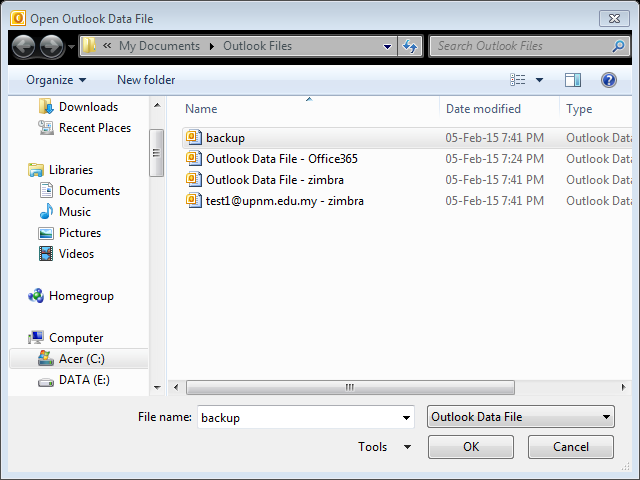 Open Outlook Data File
« My Documents Outlook Files Search Outlook Files
Organize New folder
Downloads
Recent Places
Libraries
Documents
Music
Pictures
Videos
Homegroup
Computer
Acer (C:)
DATA (E:)
Name Date modified Type
backup 05-Feb-15 7:41 PM Outlook Data
Outlook Data File - Office365 05-Feb-15 7:24 PM Outlook Data
Outlook Data File - zimbra 05-Feb-15 7:41 PM Outlook Data
test1@upnm.edu.my - zimbra 05-Feb-15 7:41 PM Outlook Data
File name: backup Outlook Data File
Tools OK Cancel